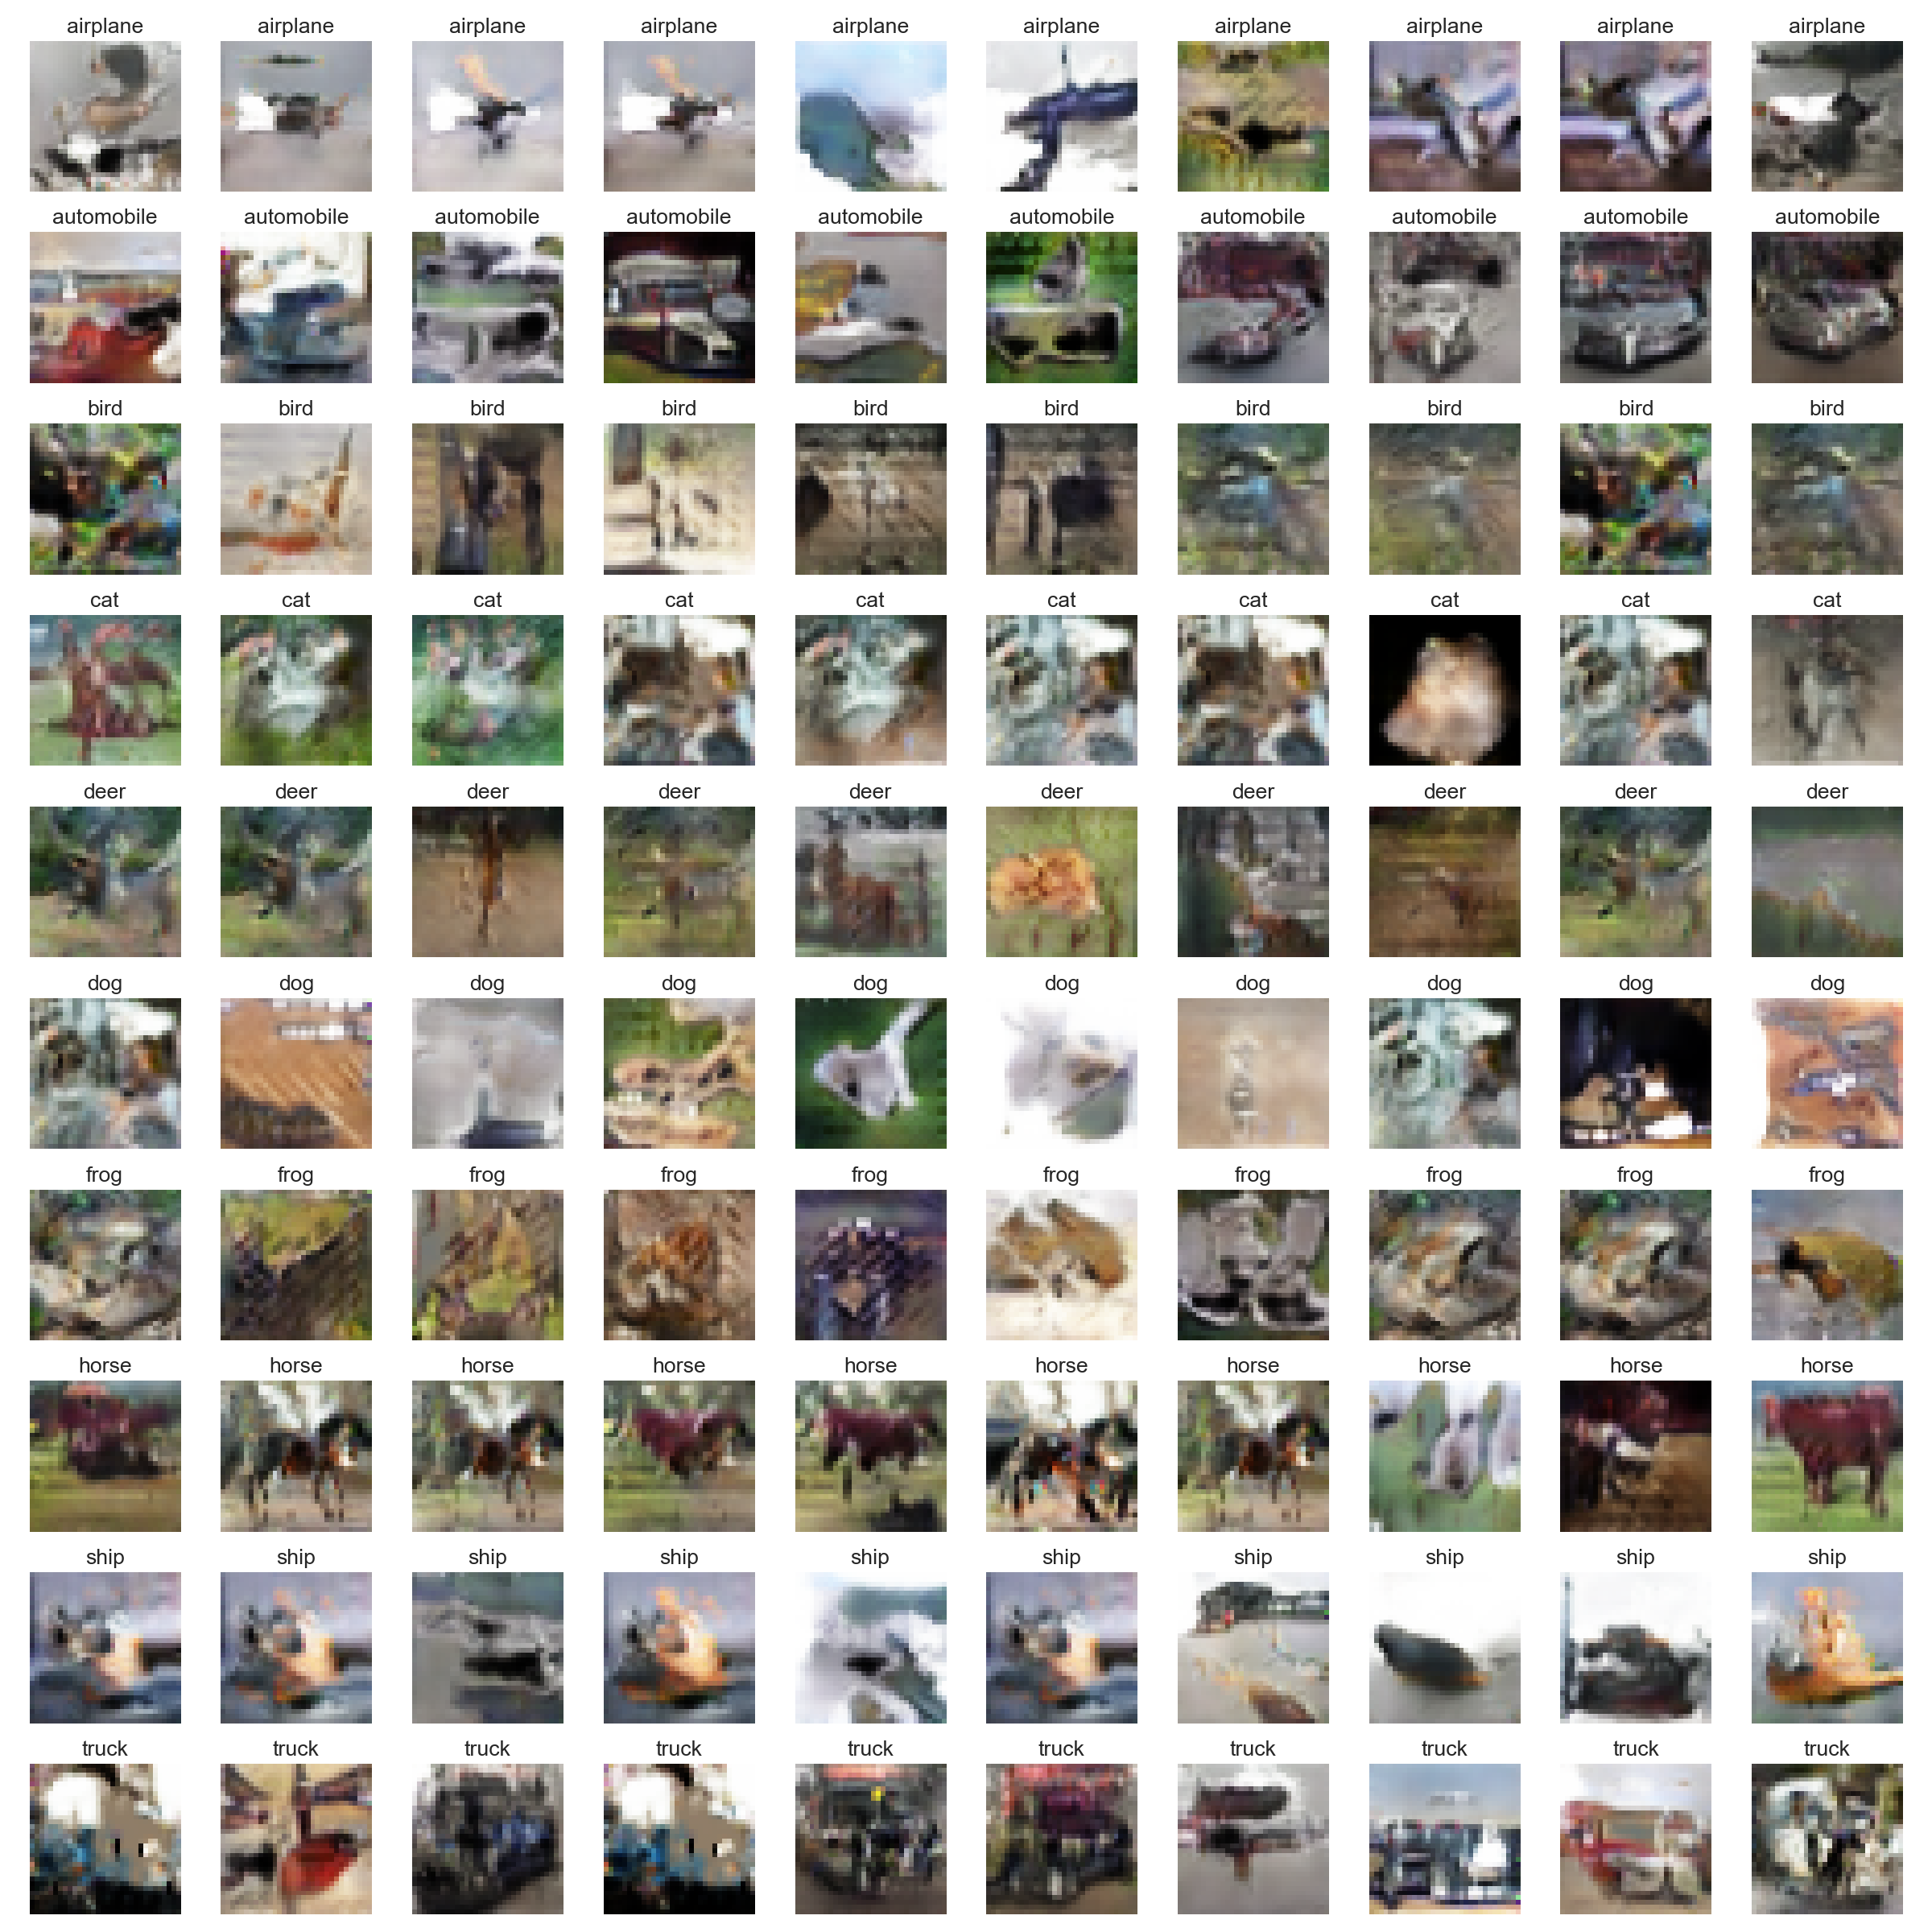 airplane airplane airplane airplane airplane airplane airplane airplane airplane airplane
automobile automobile automobile automobile automobile automobile automobile automobile automobile automobile
bird bird bird bird bird bird bird bird bird bird
cat cat cat cat cat cat cat cat cat cat
deer deer deer deer deer deer deer deer deer deer
dog dog dog dog dog dog dog dog dog dog
frog frog frog frog frog frog frog frog frog frog
horse horse horse horse horse horse horse horse horse horse
ship ship ship ship ship ship ship ship ship ship
truck truck truck truck truck truck truck truck truck truck